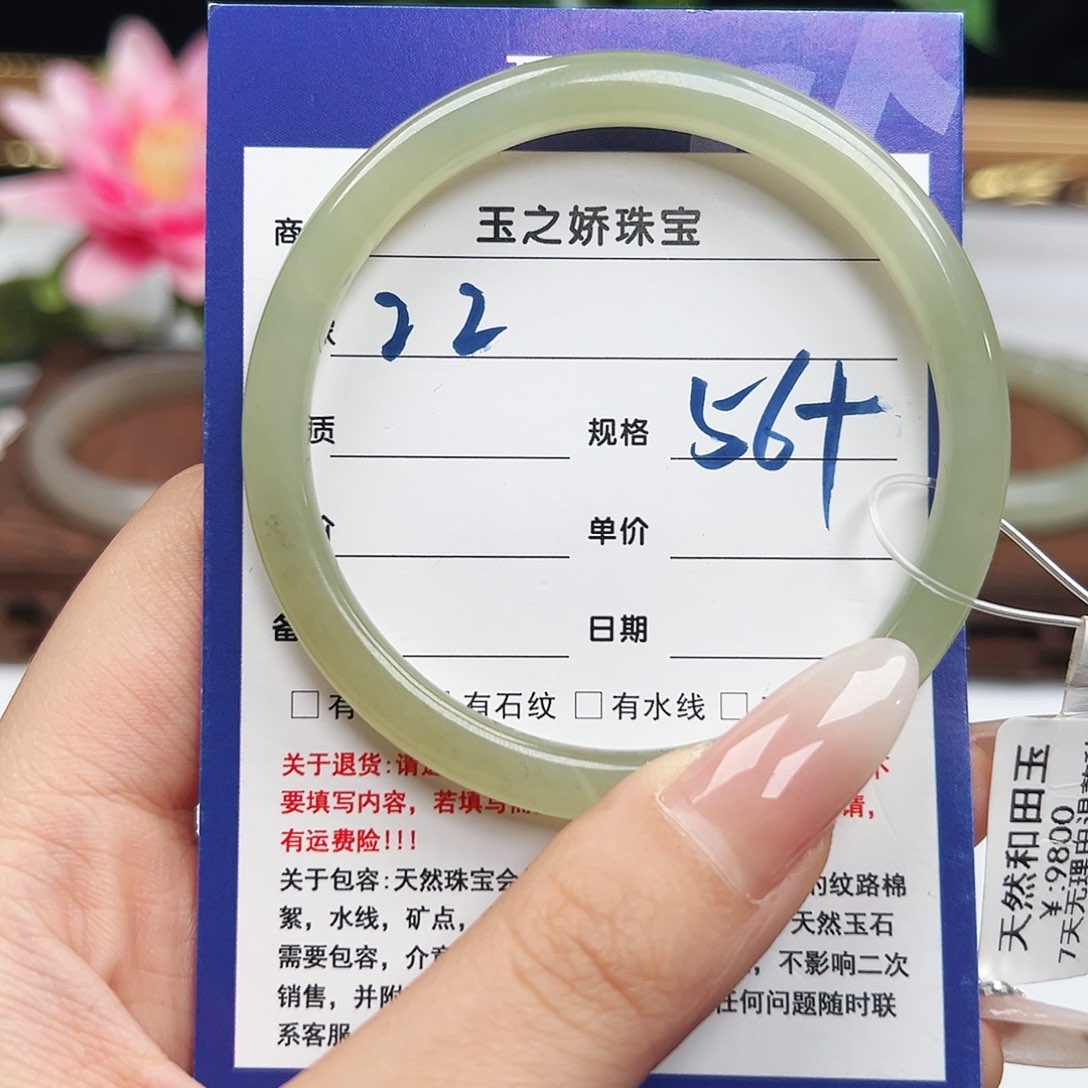 商
玉之娇珠宝
22
质
规格 56+
价
单价
备
日期
□有
有石纹 □有水线 □
关于退货:请
要填写内容，若填写需 请，
有运费险!!!
关于包容:天然珠宝会 的纹路棉
絮，水线，矿点， 天然玉石
需要包容，介意 ，不影响二次
销售，并附 任何问题随时联
系客服
天然和田玉
¥:9800
7天无理由退